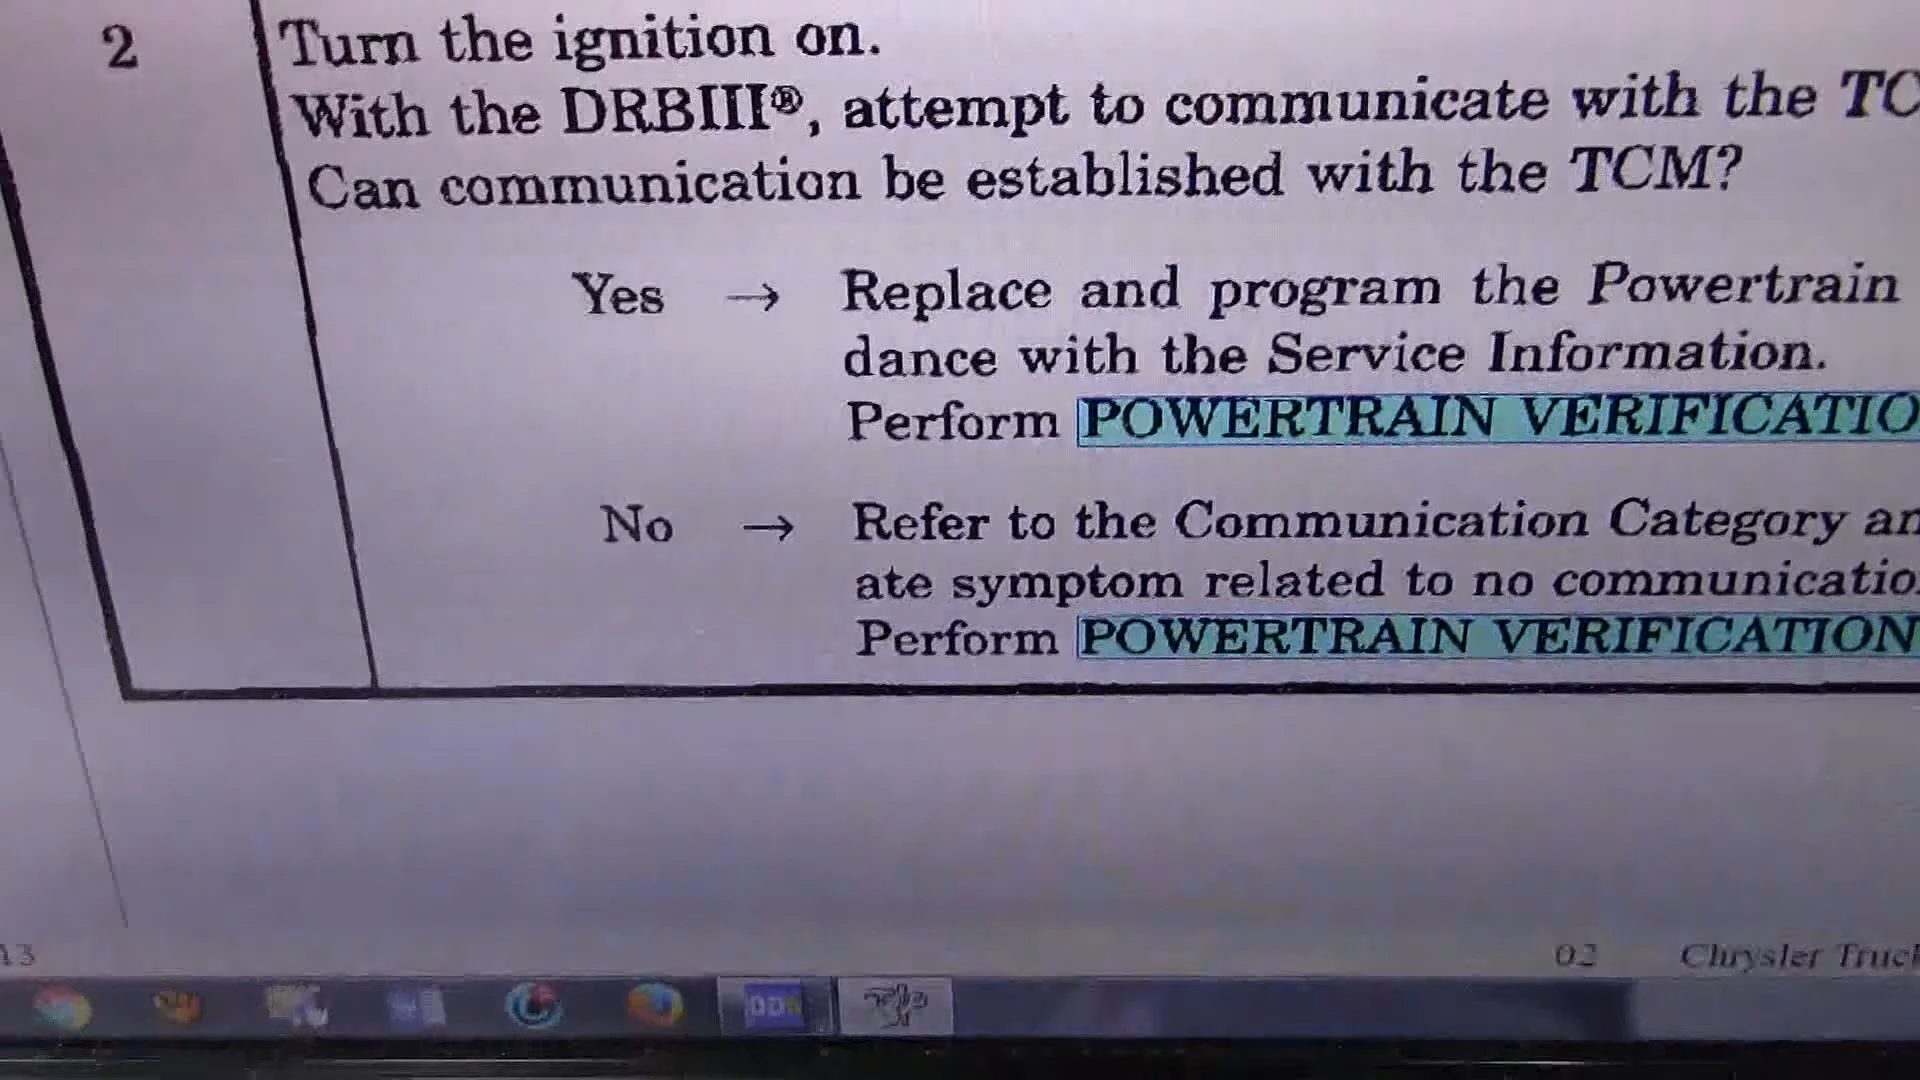 2
Turn the ignition on.
With the DRBIII®, attempt to communicate with the TC
Can communication be established with the TCM?
Yes → Replace and program the Powertrain
dance with the Service Information.
Perform POWERTRAIN VERIFICATIO
No → Refer to the Communication Category an
ate symptom related to no communicatio
Perform POWERTRAIN VERIFICATION
13
02 Chrysler Truck